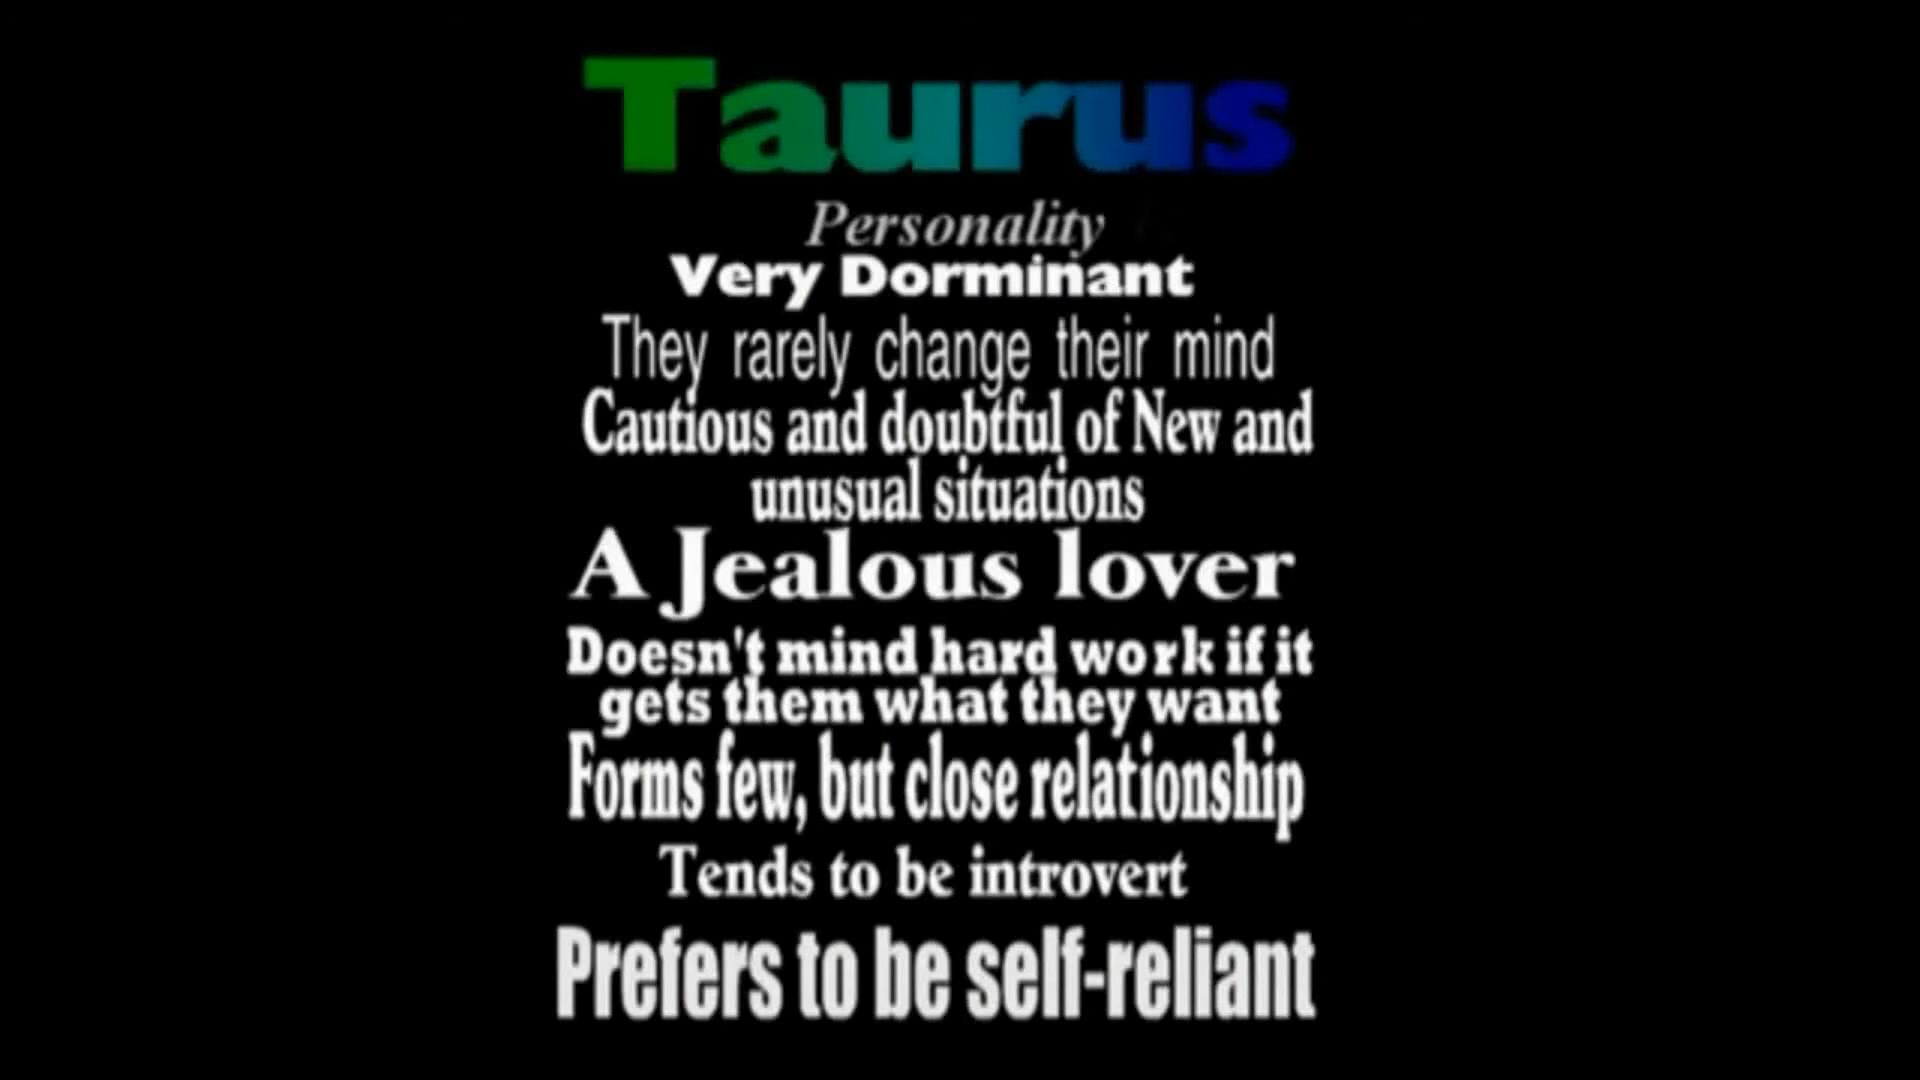 Taurus
Personality
Very Dorminant
They rarely change their mind
Cautious and doubtful of New and
unusual situations
A Jealous lover
Doesn't mind hard work if it
gets them what they want
Forms few, but close relationship
Tends to be introvert
Prefers to be self-reliant